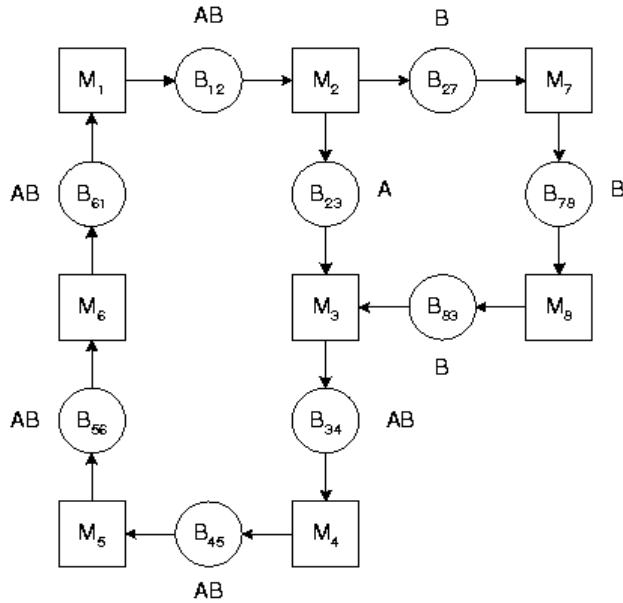 AB B
M₁ B₁₂ M₂ B₂₇ M₇
AB B₆₁ B₂₃ A B₇₈ B
M₆ M₃ B₈₃ M₈
B
AB B₅₆ B₃₄ AB
M₅ B₄₅ M₄
AB